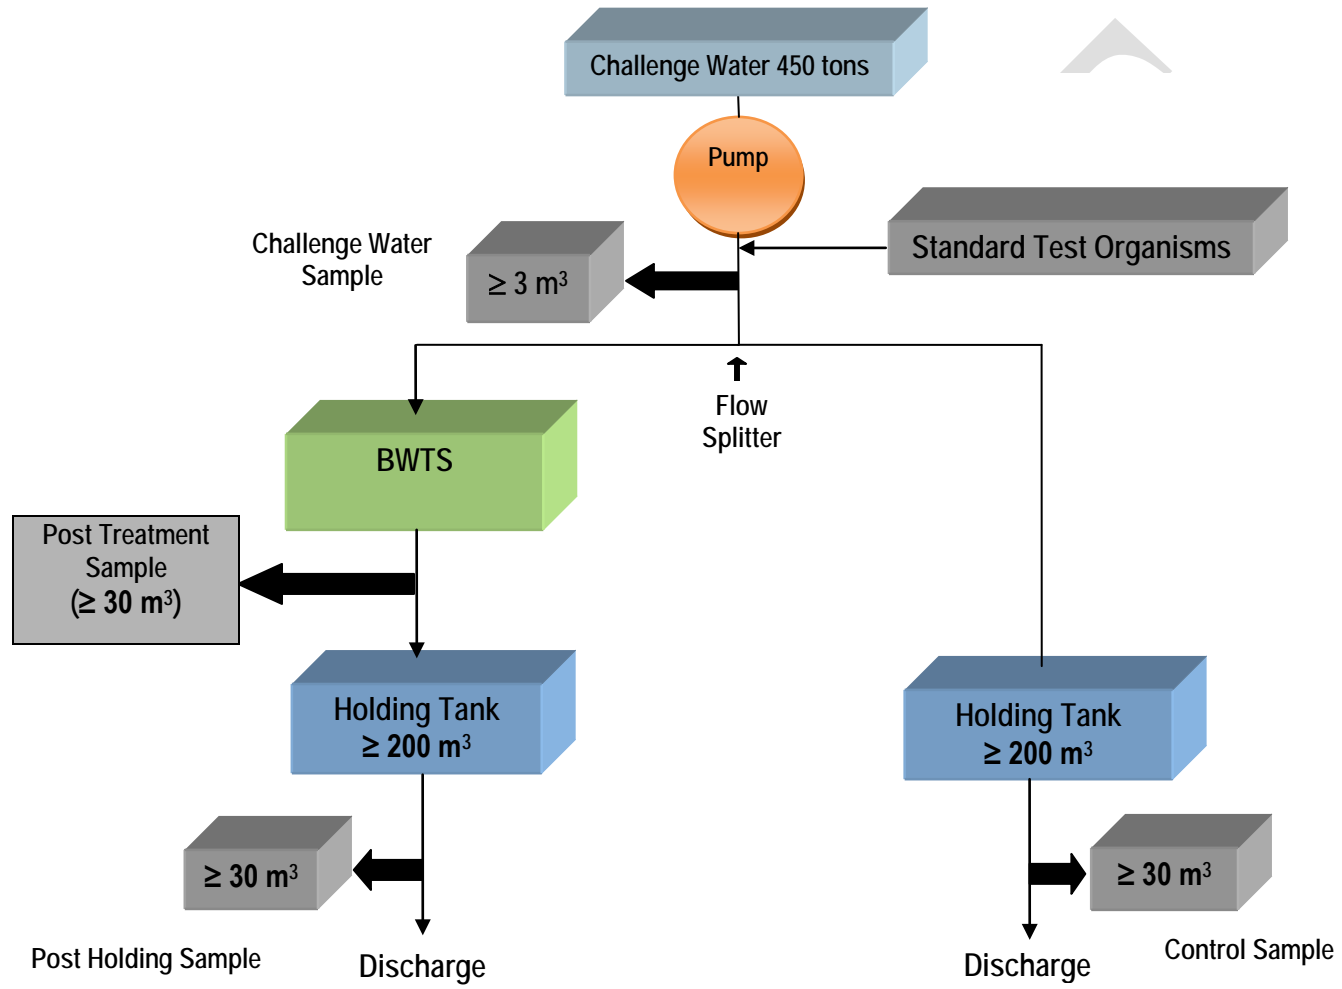 Challenge Water 450 tons
Pump
Standard Test Organisms
Challenge Water
Sample
≥ 3 m³
Flow
Splitter
BWTS
Post Treatment
Sample
(≥ 30 m³)
Holding Tank
≥ 200 m³
Holding Tank
≥ 200 m³
≥ 30 m³
≥ 30 m³
Post Holding Sample
Discharge
Discharge
Control Sample